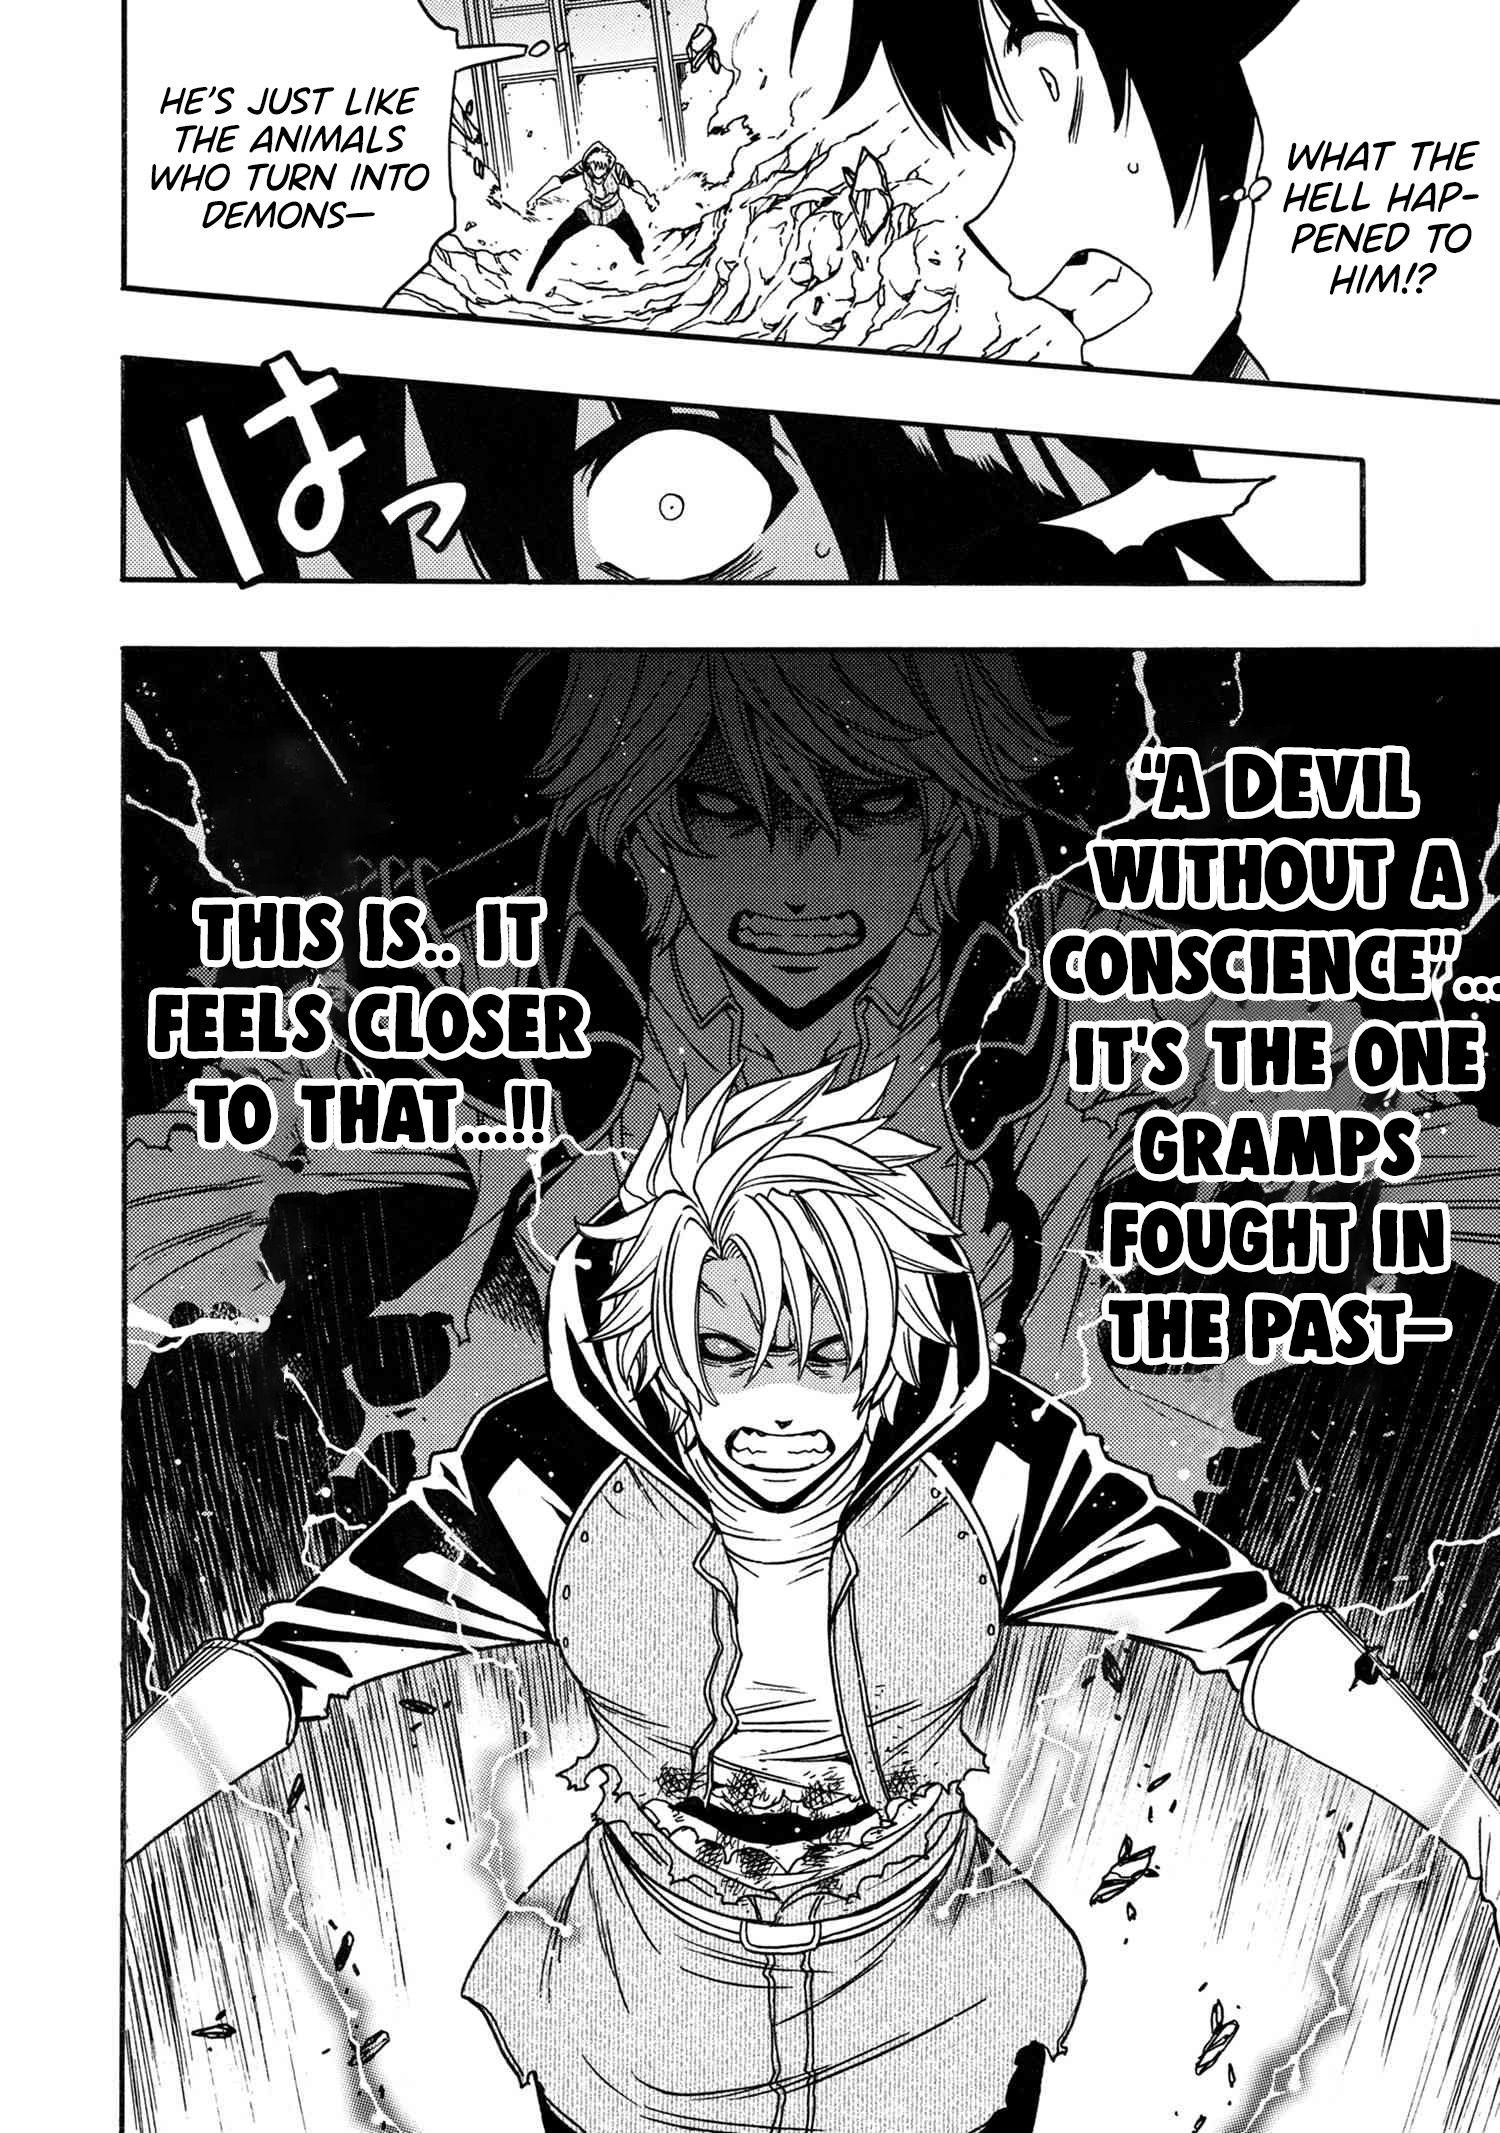 WHAT THE
HELL HAP-
PENED TO
HIM!?
HE'S JUST LIKE
THE ANIMALS
WHO TURN INTO
DEMONS—
はっ
"A DEVIL
WITHOUT A
CONSCIENCE"...
IT'S THE ONE
GRAMPS
FOUGHT IN
THE PAST—
THIS IS.. IT
FEELS CLOSER
TO THAT...!!